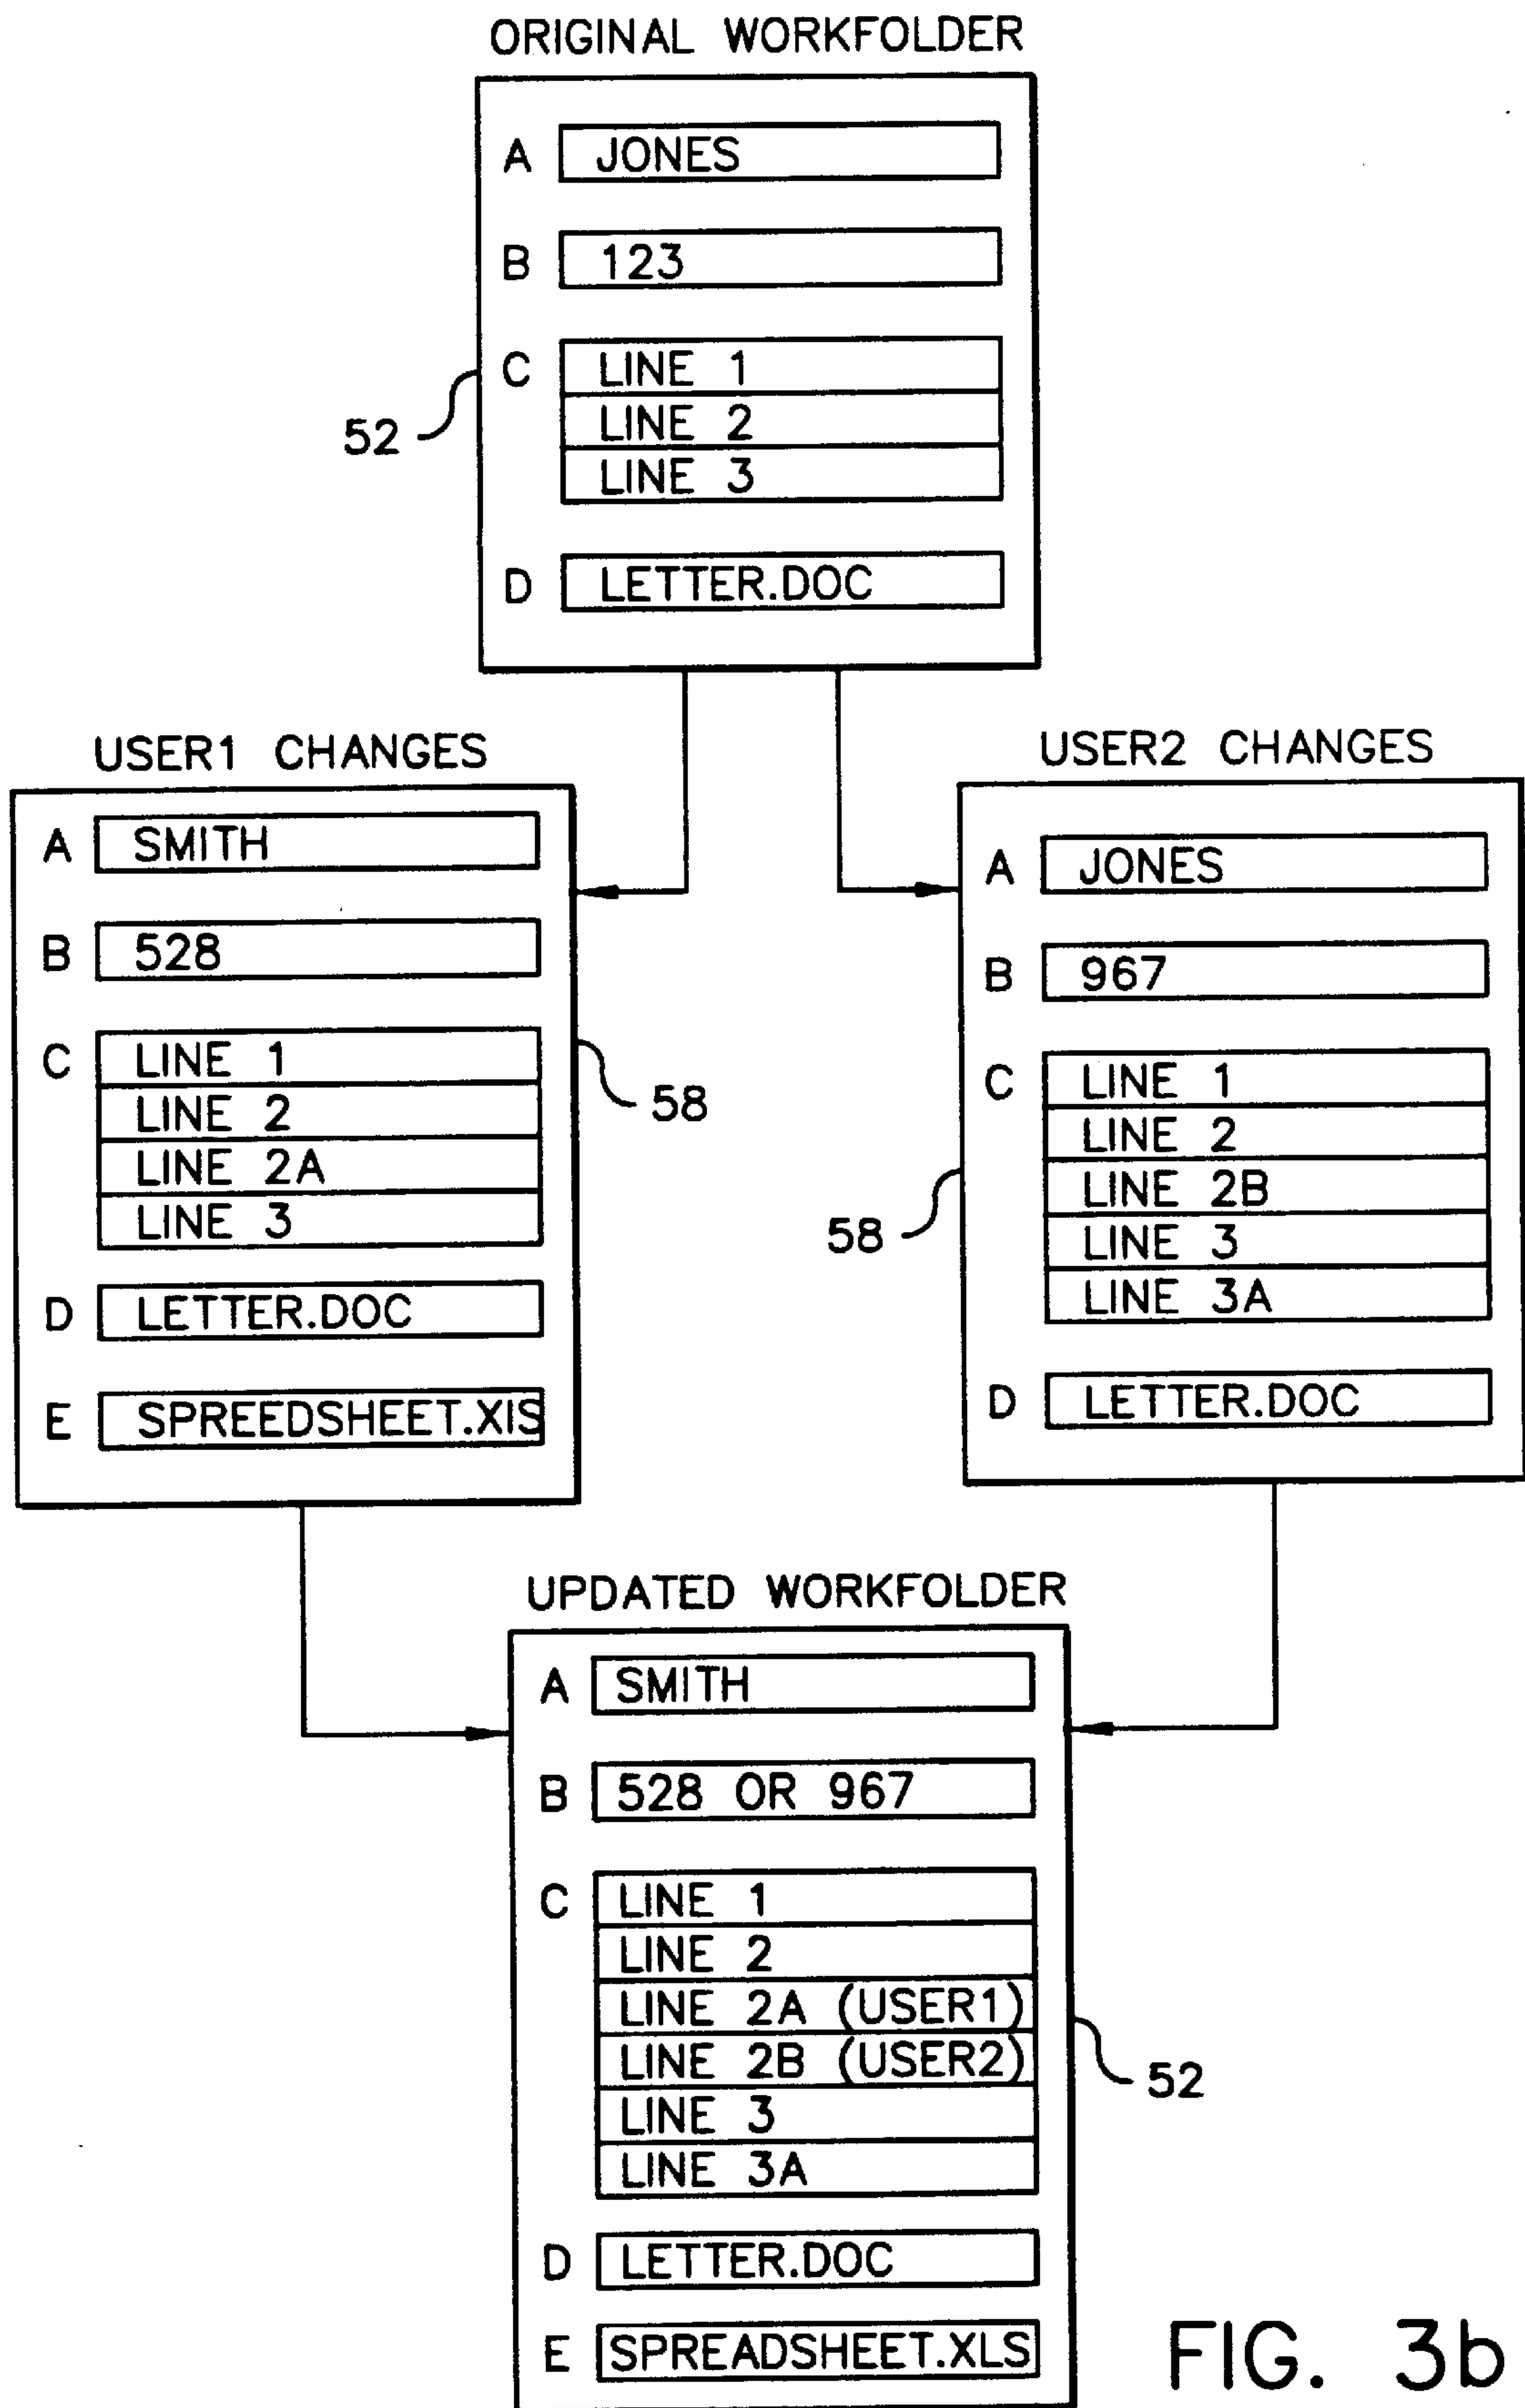 ORIGINAL WORKFOLDER
A JONES
B 123
C LINE 1
LINE 2
LINE 3
52
D LETTER.DOC
USER1 CHANGES
A SMITH
B 528
C LINE 1
LINE 2
LINE 2A
LINE 3
58
D LETTER.DOC
E SPREEDSHEET.XIS
USER2 CHANGES
A JONES
B 967
C LINE 1
LINE 2
LINE 2B
LINE 3
LINE 3A
58
D LETTER.DOC
UPDATED WORKFOLDER
A SMITH
B 528 OR 967
C LINE 1
LINE 2
LINE 2A (USER1)
LINE 2B (USER2)
LINE 3
LINE 3A
52
D LETTER.DOC
E SPREADSHEET.XLS
FIG. 3b